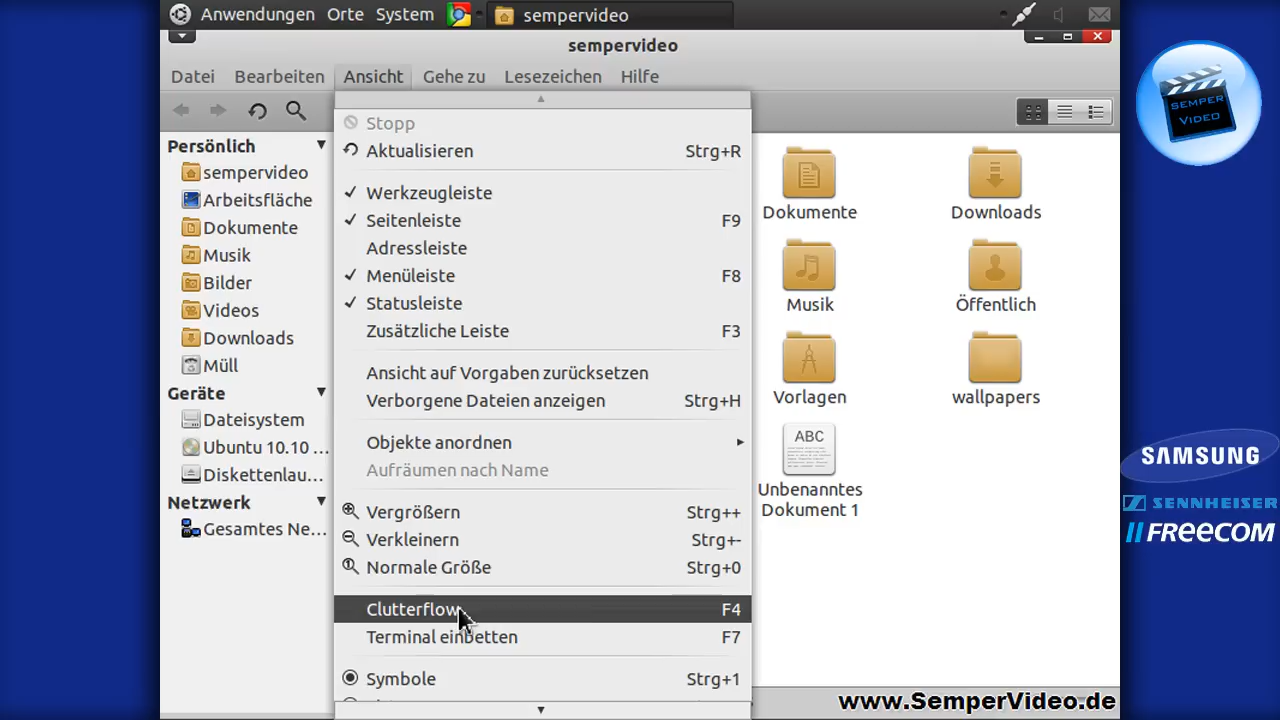 Anwendungen Orte System sempervideo
sempervideo
Datei Bearbeiten Ansicht Gehe zu Lesezeichen Hilfe
Persönlich
sempervideo
Arbeitsfläche
Dokumente
Musik
Bilder
Videos
Downloads
Müll
Geräte
Dateisystem
Ubuntu 10.10 ...
Diskettenlau...
Netzwerk
Gesamtes Ne...
Stopp
Aktualisieren Strg+R
Werkzeugleiste
Seitenleiste F9
Adressleiste
Menüleiste F8
Statusleiste
Zusätzliche Leiste F3
Ansicht auf Vorgaben zurücksetzen
Verborgene Dateien anzeigen Strg+H
Objekte anordnen
Aufräumen nach Name
Vergrößern Strg++
Verkleinern Strg+-
Normale Größe Strg+0
Clutterflow F4
Terminal einbetten F7
Symbole Strg+1
Dokumente
Downloads
Musik
Öffentlich
Vorlagen
wallpapers
ABC
Unbenanntes
Dokument 1
SEMPER
VIDEO
SAMSUNG
SENNHEISER
FREECOM
www.SemperVideo.de